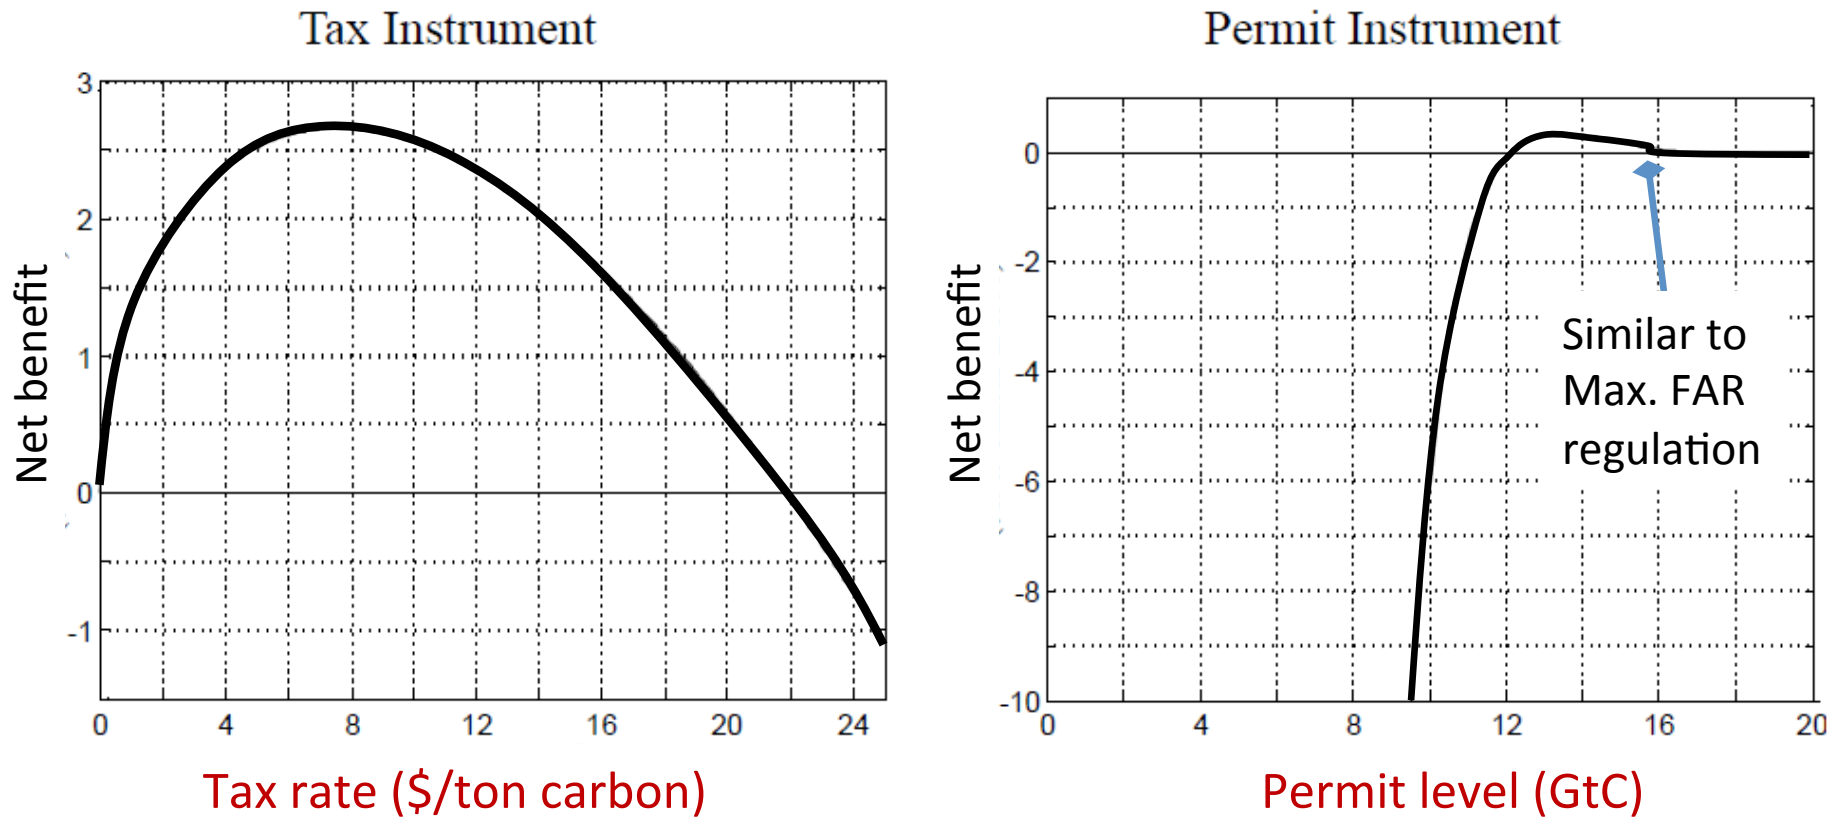 Tax Instrument
3
2
1
0
-1
0 4 8 12 16 20 24
Net benefit
Tax rate ($/ton carbon)
Permit Instrument
0
-2
-4
-6
-8
-10
0 4 8 12 16 20
Net benefit
Similar to
Max. FAR
regulation
Permit level (GtC)